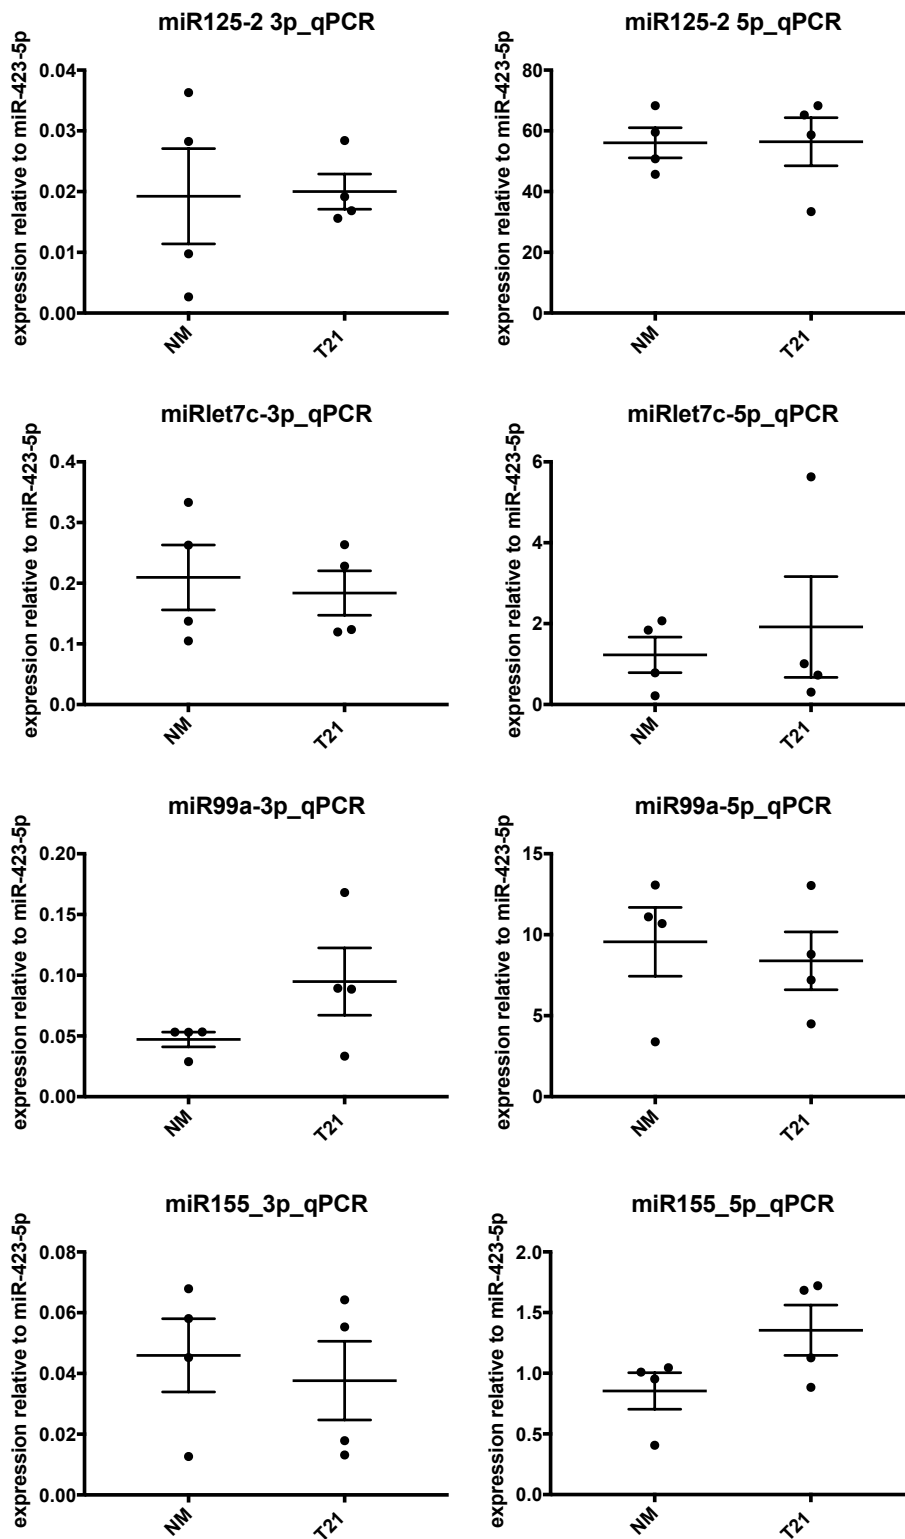 miR125-2 3p_qPCR
expression relative to miR-423-5p
0.04
0.03
0.02
0.01
0.00
NM
T21
miR125-2 5p_qPCR
expression relative to miR-423-5p
80
60
40
20
0
NM
T21
miRlet7c-3p_qPCR
expression relative to miR-423-5p
0.4
0.3
0.2
0.1
0.0
NM
T21
miRlet7c-5p_qPCR
expression relative to miR-423-5p
6
4
2
0
NM
T21
miR99a-3p_qPCR
expression relative to miR-423-5p
0.20
0.15
0.10
0.05
0.00
NM
T21
miR99a-5p_qPCR
expression relative to miR-423-5p
15
10
5
0
NM
T21
miR155_3p_qPCR
expression relative to miR-423-5p
0.08
0.06
0.04
0.02
0.00
NM
T21
miR155_5p_qPCR
expression relative to miR-423-5p
2.0
1.5
1.0
0.5
0.0
NM
T21